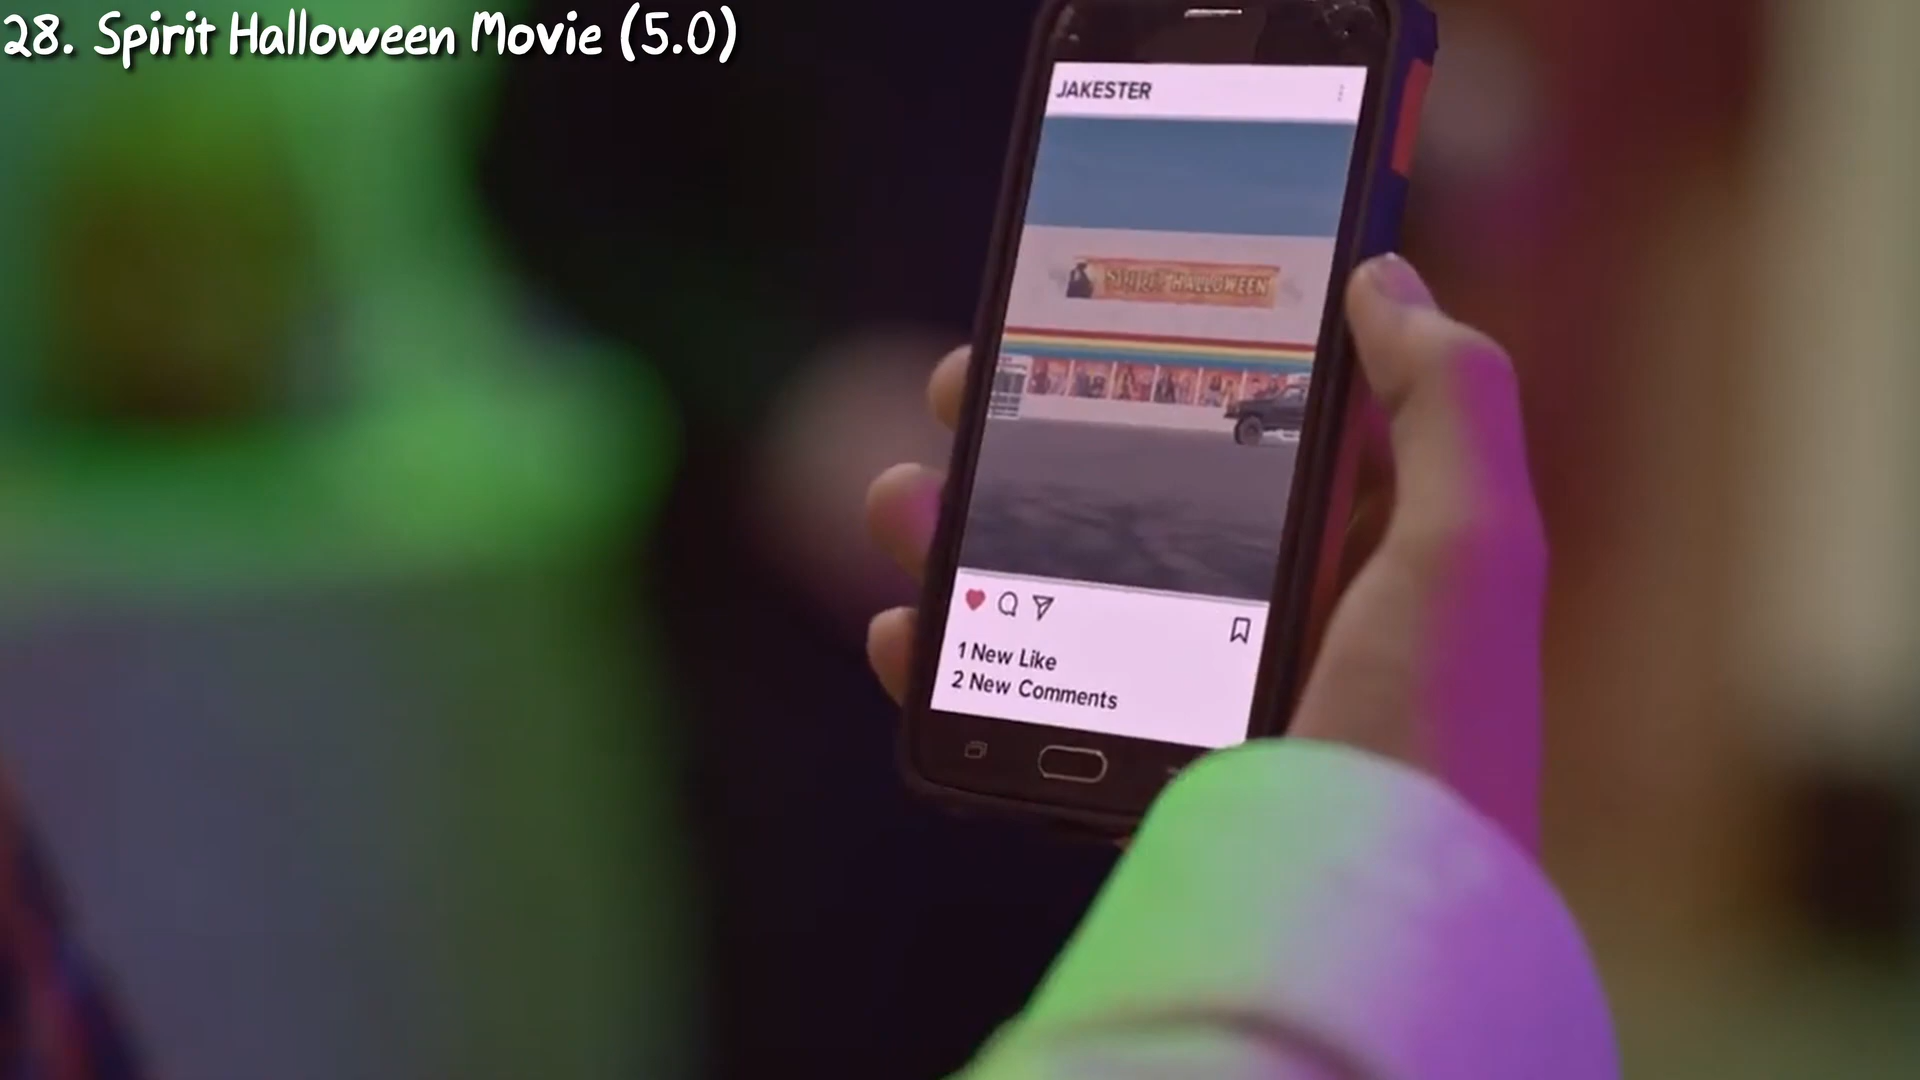 28. Spirit Halloween Movie (5.0)
JAKESTER
SPIRIT HALLOWEEN
1 New Like
2 New Comments